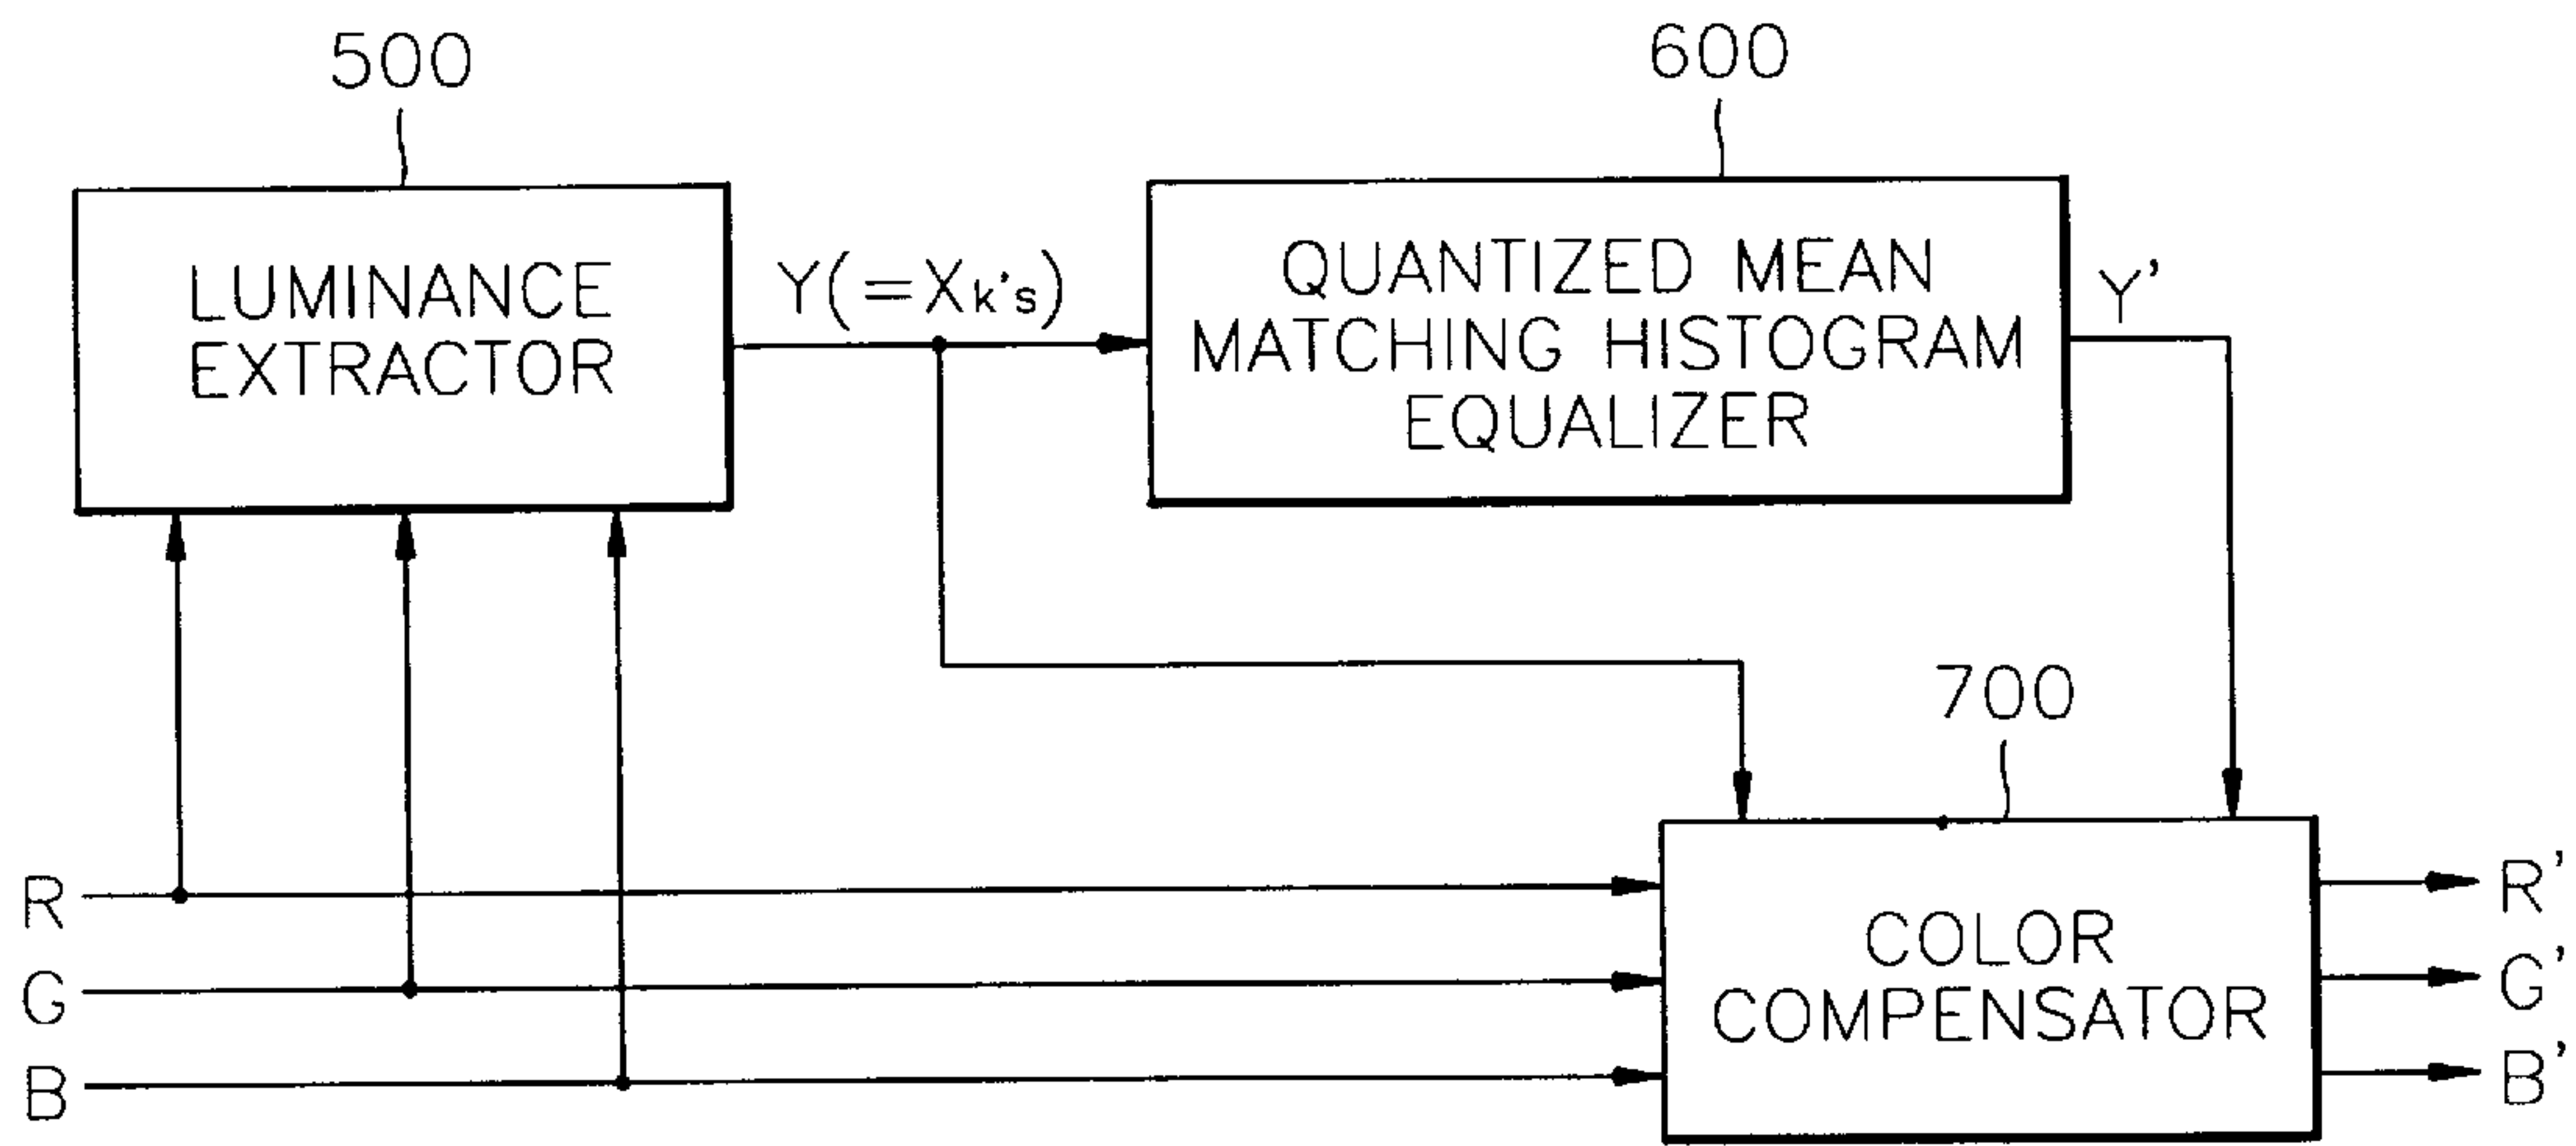 500
600
LUMINANCE
EXTRACTOR
Y(=Xk's)
QUANTIZED MEAN
MATCHING HISTOGRAM
EQUALIZER
Y'
700
R
G
B
COLOR
COMPENSATOR
R'
G'
B'